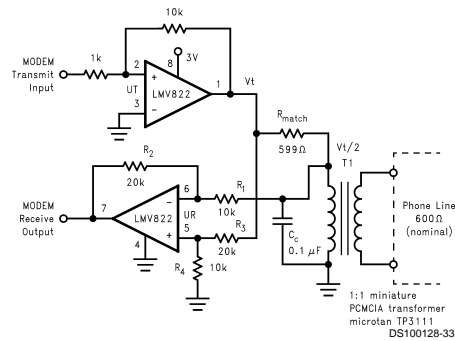 10k
MODEM
Transmit
Input
1k
2
+
UT
3
-
8
3V
LMV822
1
Vt
Rmatch
599Ω
Vt/2
T1
R2
20k
MODEM
Receive
Output
7
LMV822
4
6
-
UR
5
+
R1
10k
R3
20k
R4
10k
Cc
0.1 μF
Phone Line
600Ω
(nominal)
1:1 miniature
PCMCIA transformer
microtan TP3111
DS100128-33